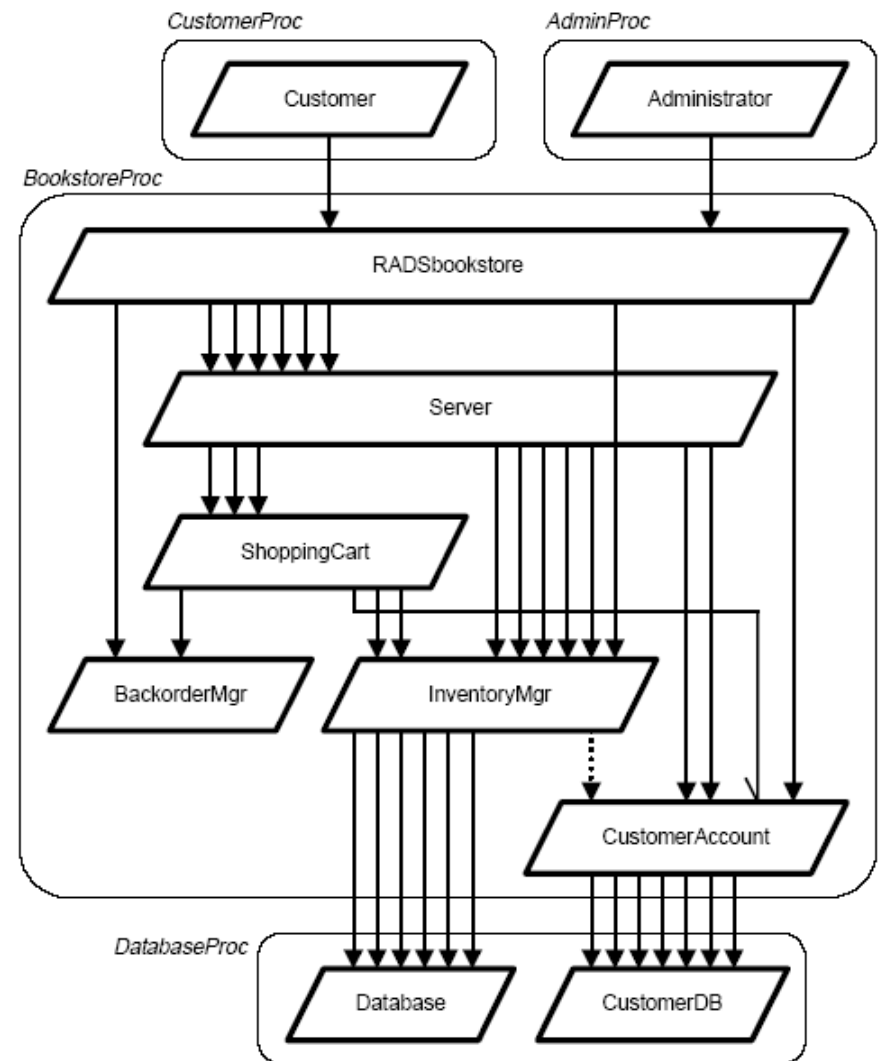 CustomerProc
AdminProc
Customer
Administrator
BookstoreProc
RADSbookstore
Server
ShoppingCart
BackorderMgr
InventoryMgr
CustomerAccount
DatabaseProc
Database
CustomerDB